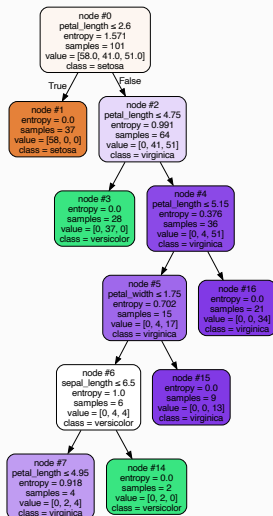 node #0
petal_length ≤ 2.6
entropy = 1.571
samples = 101
value = [58.0, 41.0, 51.0]
class = setosa
True
False
node #1
entropy = 0.0
samples = 37
value = [58, 0, 0]
class = setosa
node #2
petal_length ≤ 4.75
entropy = 0.991
samples = 64
value = [0, 41, 51]
class = virginica
node #3
entropy = 0.0
samples = 28
value = [0, 37, 0]
class = versicolor
node #4
petal_length ≤ 5.15
entropy = 0.376
samples = 36
value = [0, 4, 51]
class = virginica
node #5
petal_width ≤ 1.75
entropy = 0.702
samples = 15
value = [0, 4, 17]
class = virginica
node #16
entropy = 0.0
samples = 21
value = [0, 0, 34]
class = virginica
node #6
sepal_length ≤ 6.5
entropy = 1.0
samples = 6
value = [0, 4, 4]
class = versicolor
node #15
entropy = 0.0
samples = 9
value = [0, 0, 13]
class = virginica
node #7
petal_length ≤ 4.95
entropy = 0.918
samples = 4
value = [0, 2, 4]
class = virginica
node #14
entropy = 0.0
samples = 2
value = [0, 2, 0]
class = versicolor